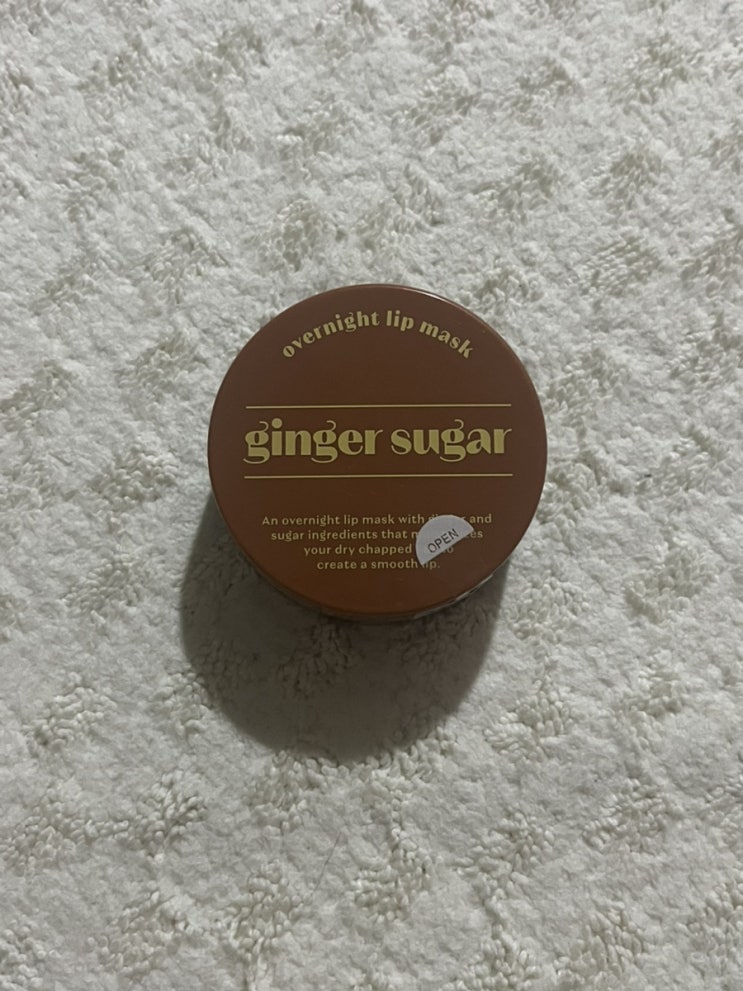 overnight lip mask
ginger sugar
An overnight lip mask with and
sugar ingredients that
your dry chapped
create a smooth
OPEN